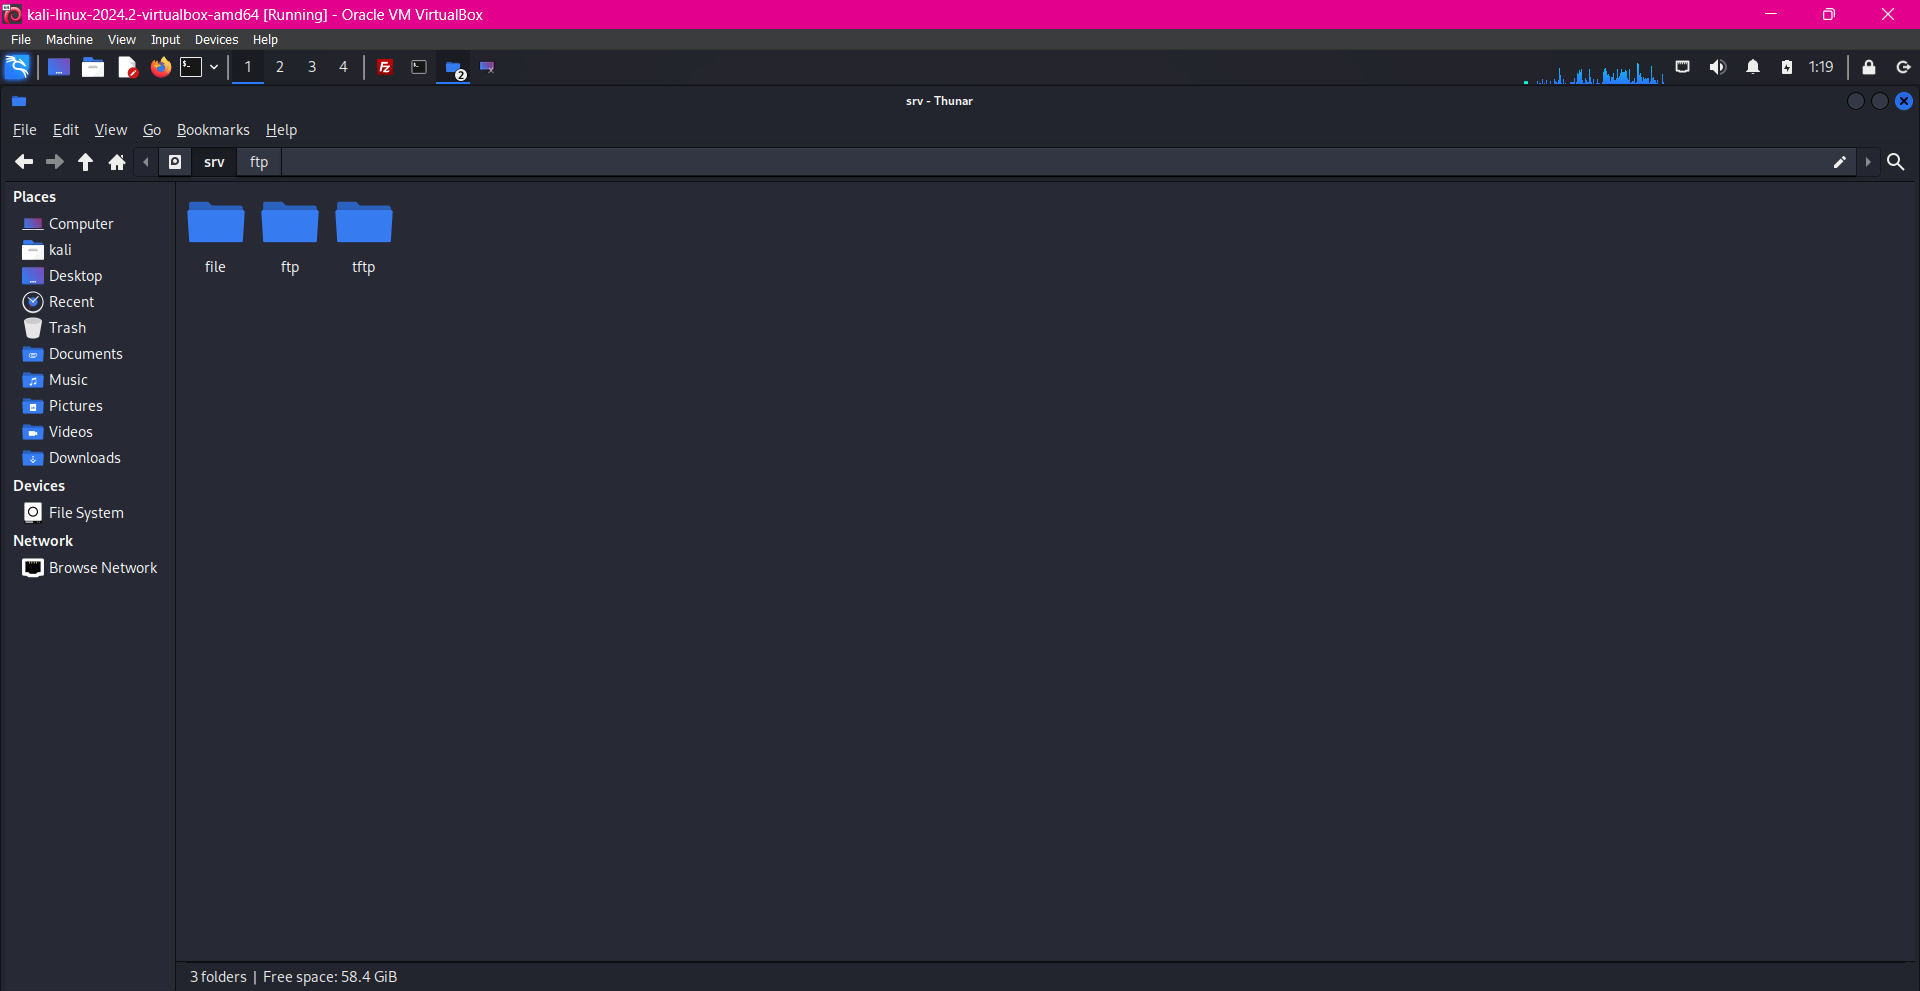 kali-linux-2024.2-virtualbox-amd64 [Running] - Oracle VM VirtualBox
File Machine View Input Devices Help
1 2 3 4 Fz 2 1:19
srv - Thunar
File Edit View Go Bookmarks Help
srv ftp
Places
Computer
kali
Desktop
Recent
Trash
Documents
Music
Pictures
Videos
Downloads
Devices
File System
Network
Browse Network
file ftp tftp
3 folders | Free space: 58.4 GiB